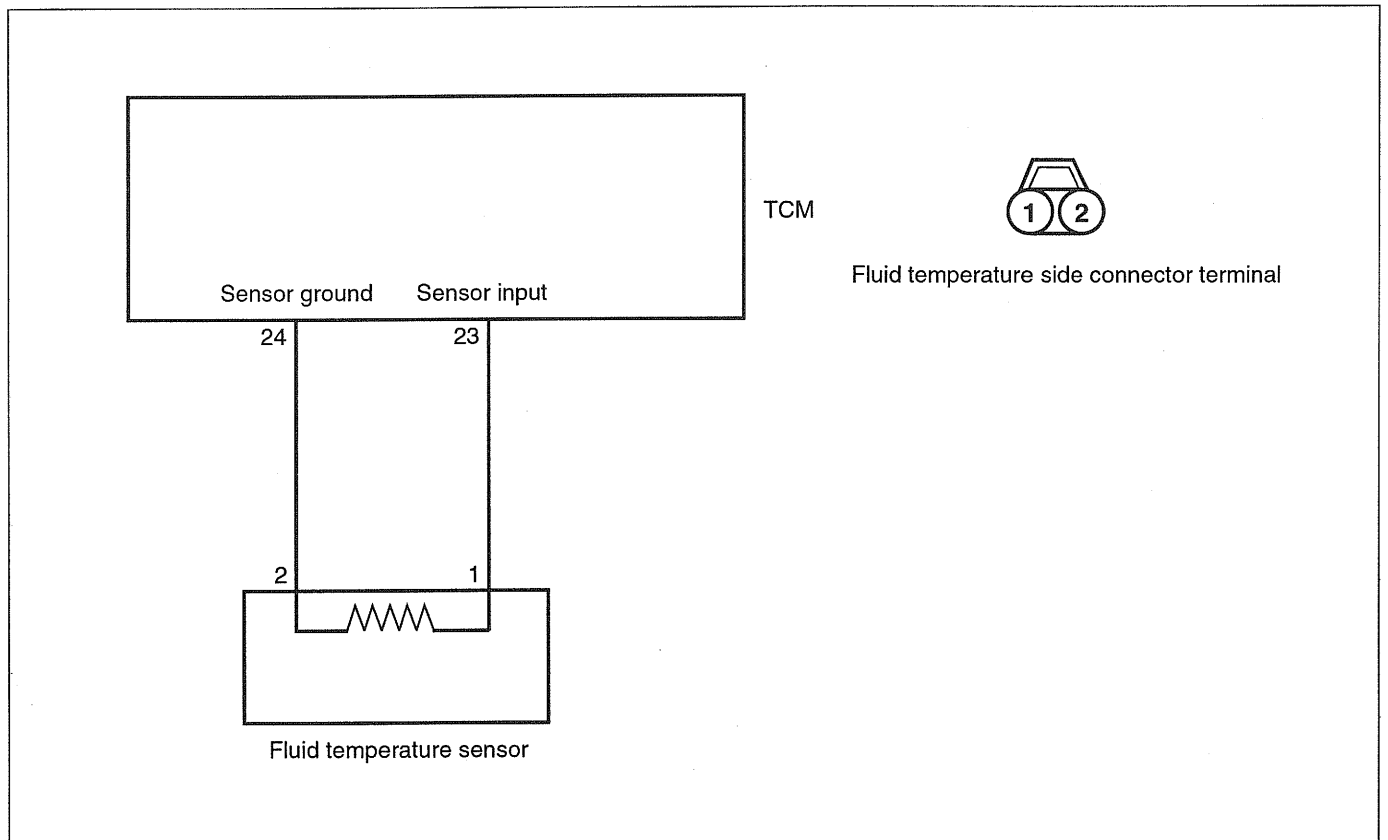 TCM
Sensor ground
Sensor input
24
23
2
1
Fluid temperature sensor
1
2
Fluid temperature side connector terminal